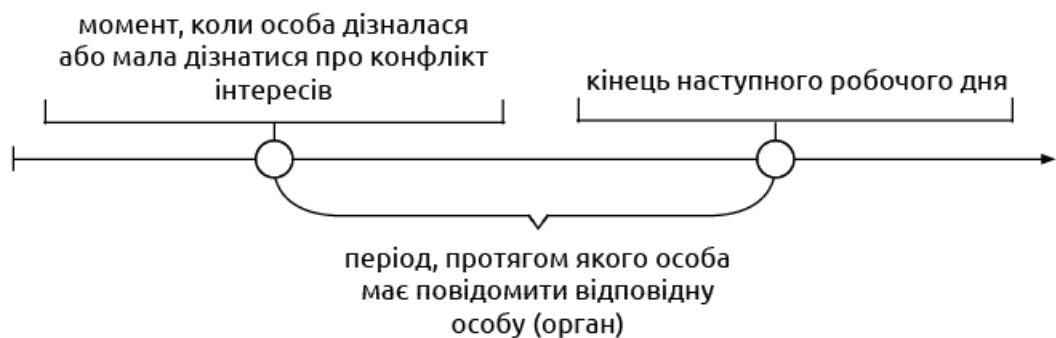 момент, коли особа дізналася
або мала дізнатися про конфлікт
інтересів
кінець наступного робочого дня
період, протягом якого особа
має повідомити відповідну
особу (орган)